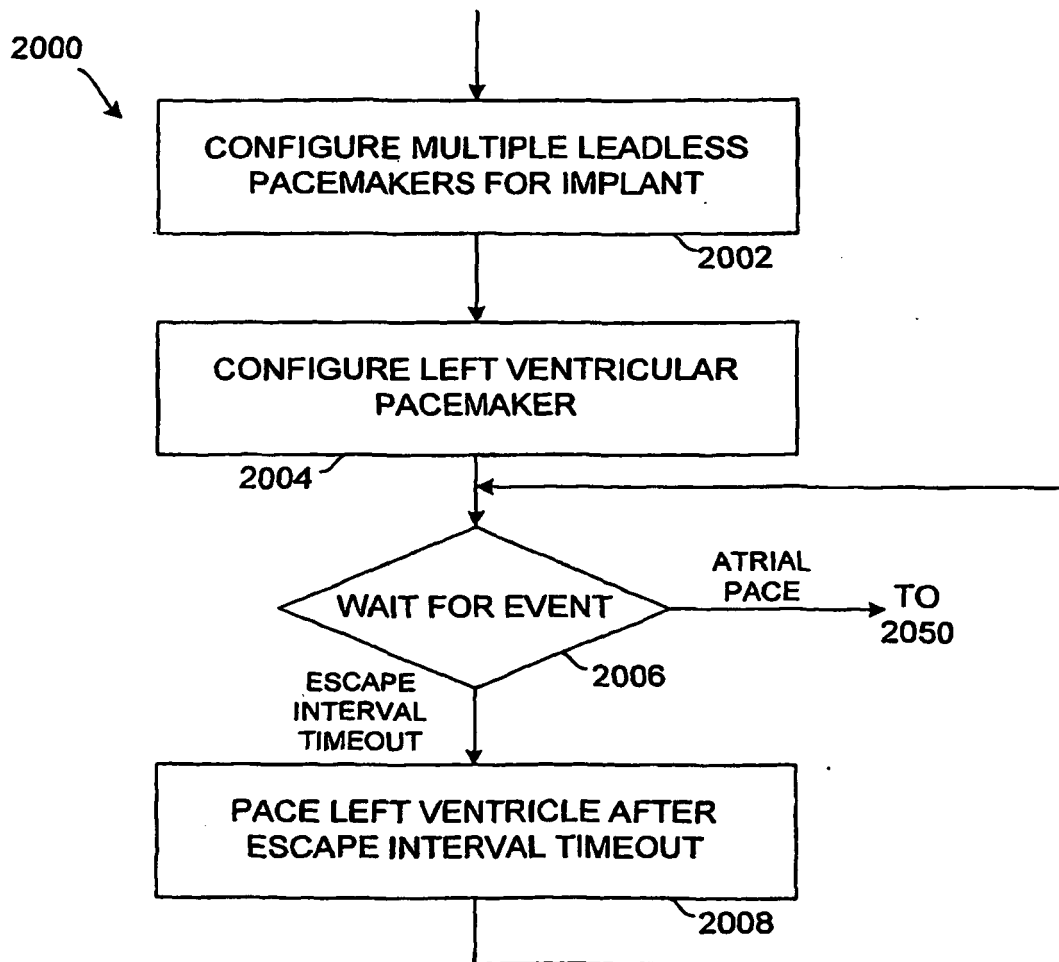 2000
CONFIGURE MULTIPLE LEADLESS
PACEMAKERS FOR IMPLANT
2002
CONFIGURE LEFT VENTRICULAR
PACEMAKER
2004
WAIT FOR EVENT
ATRIAL
PACE
TO
2050
2006
ESCAPE
INTERVAL
TIMEOUT
PACE LEFT VENTRICLE AFTER
ESCAPE INTERVAL TIMEOUT
2008